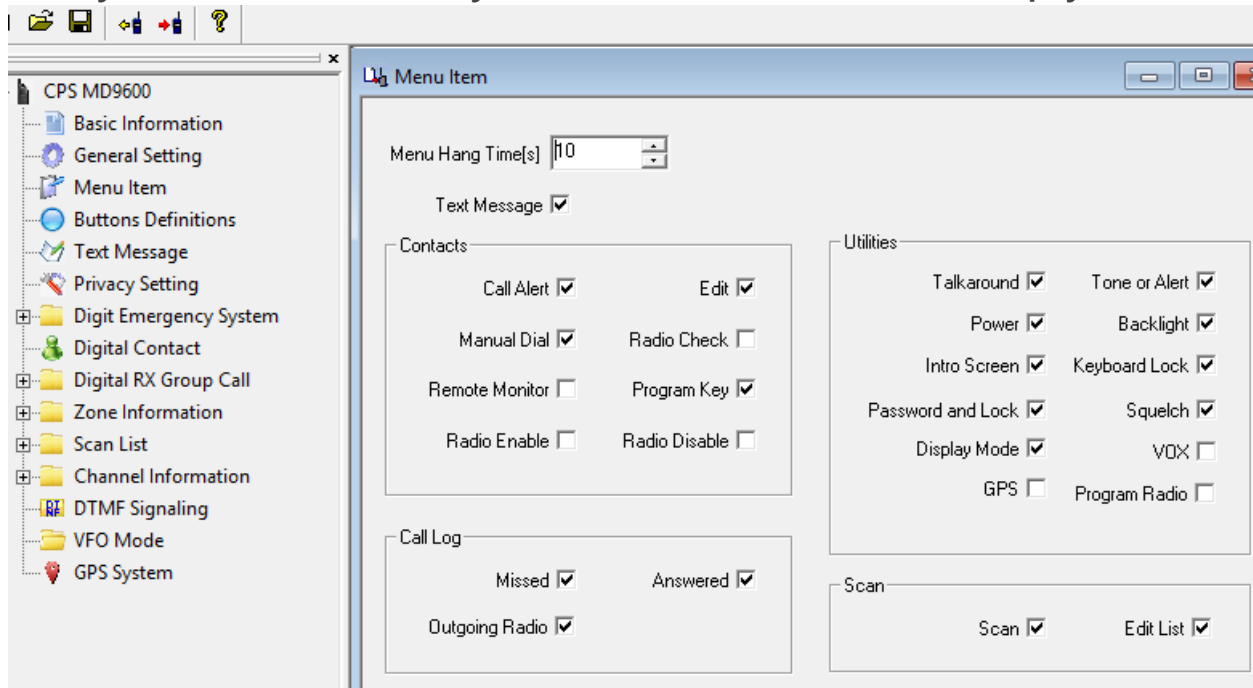 CPS MD9600
Basic Information
General Setting
Menu Item
Buttons Definitions
Text Message
Privacy Setting
Digit Emergency System
Digital Contact
Digital RX Group Call
Zone Information
Scan List
Channel Information
DTMF Signaling
VFO Mode
GPS System
Menu Item
Menu Hang Time[s] 10
Text Message
Contacts
Call Alert Edit
Manual Dial Radio Check
Remote Monitor Program Key
Radio Enable Radio Disable
Call Log
Missed Answered
Outgoing Radio
Utilities
Talkaround Tone or Alert
Power Backlight
Intro Screen Keyboard Lock
Password and Lock Squelch
Display Mode VOX
GPS Program Radio
Scan
Scan Edit List